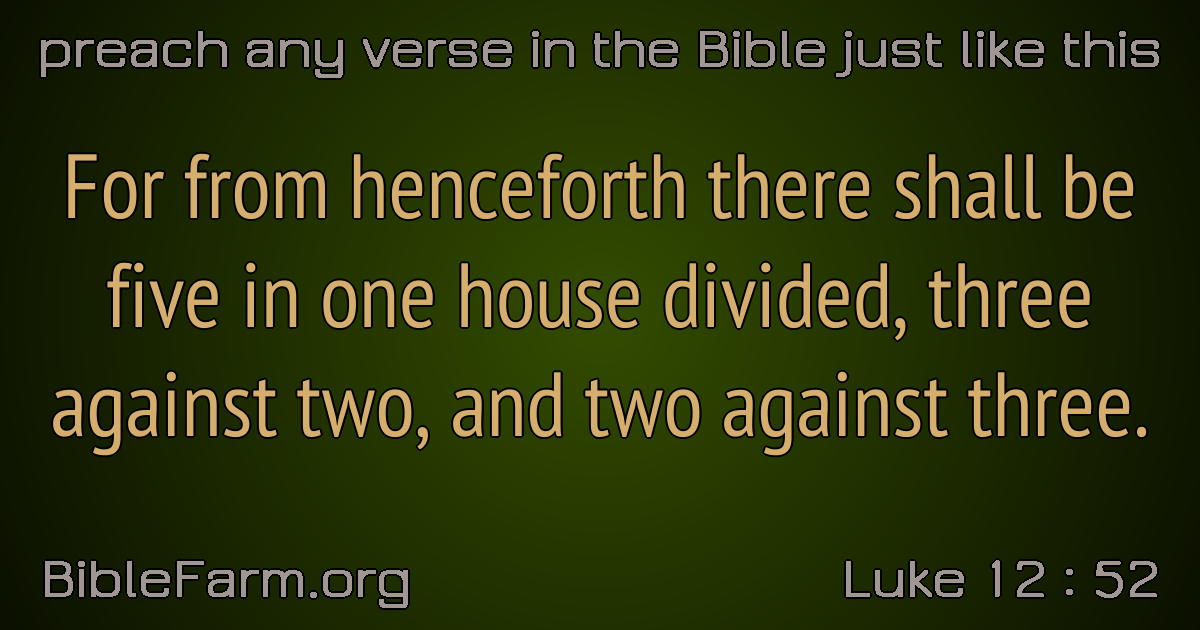 preach any verse in the Bible just like this
For from henceforth there shall be
five in one house divided, three
against two, and two against three.
BibleFarm.org
Luke 12 : 52